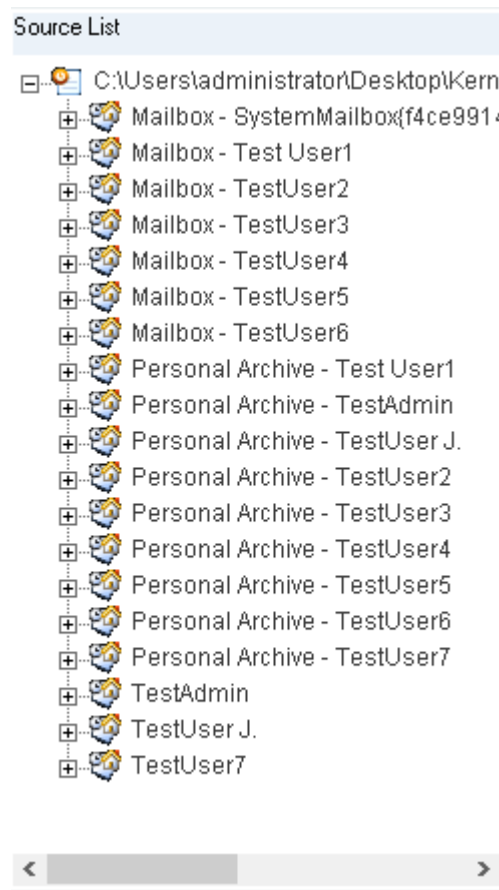 Source List
C:\Users\administrator\Desktop\Kern
Mailbox - SystemMailbox{f4ce991
Mailbox - Test User1
Mailbox - TestUser2
Mailbox - TestUser3
Mailbox - TestUser4
Mailbox - TestUser5
Mailbox - TestUser6
Personal Archive - Test User1
Personal Archive - TestAdmin
Personal Archive - TestUser J.
Personal Archive - TestUser2
Personal Archive - TestUser3
Personal Archive - TestUser4
Personal Archive - TestUser5
Personal Archive - TestUser6
Personal Archive - TestUser7
TestAdmin
TestUser J.
TestUser7